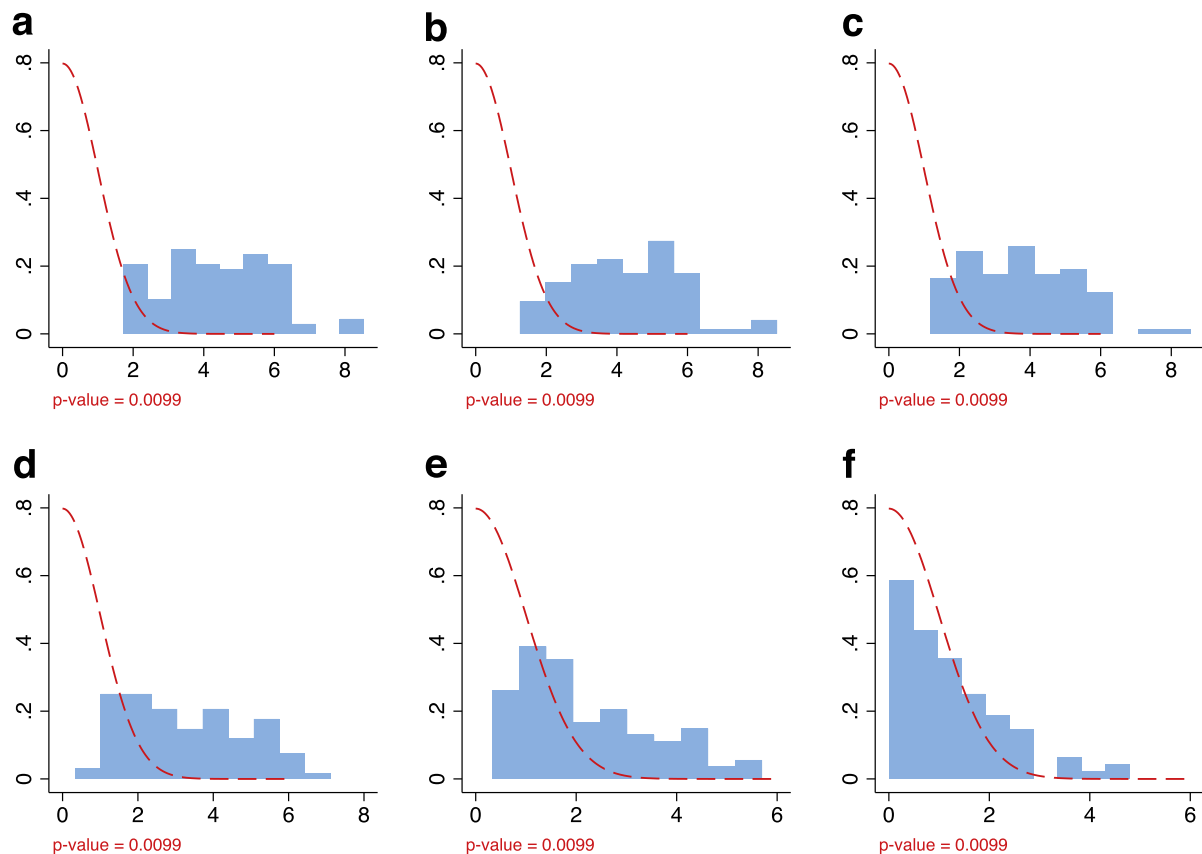 a
b
c
.8
.6
.4
.2
0
0 2 4 6 8
p-value = 0.0099
.8
.6
.4
.2
0
0 2 4 6 8
p-value = 0.0099
.8
.6
.4
.2
0
0 2 4 6 8
p-value = 0.0099
d
e
f
.8
.6
.4
.2
0
0 2 4 6 8
p-value = 0.0099
.8
.6
.4
.2
0
0 2 4 6
p-value = 0.0099
.8
.6
.4
.2
0
0 2 4 6
p-value = 0.0099